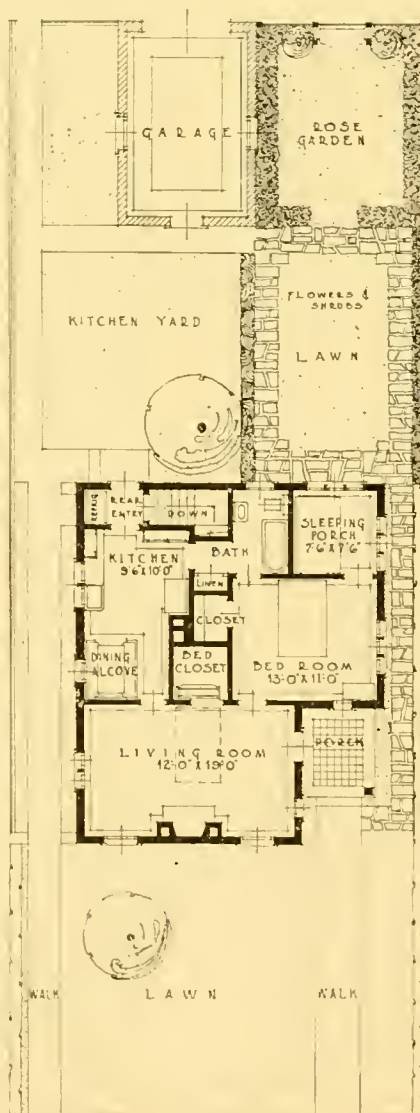 GARAGE
ROSE
GARDEN
KITCHEN YARD
FLOWERS &
SHRUBS
LAWN
REFRIG
REAR
ENTRY
DOWN
KITCHEN
9'6"X10'0"
BATH
SLEEPING
PORCH
7'6"X7'6"
LINEN
CLOSET
DINING
ALCOVE
BED
CLOSET
BED ROOM
13'-0"X11'-0"
LIVING ROOM
12'-0"X19'-0"
PORCH
WALK
LAWN
WALK